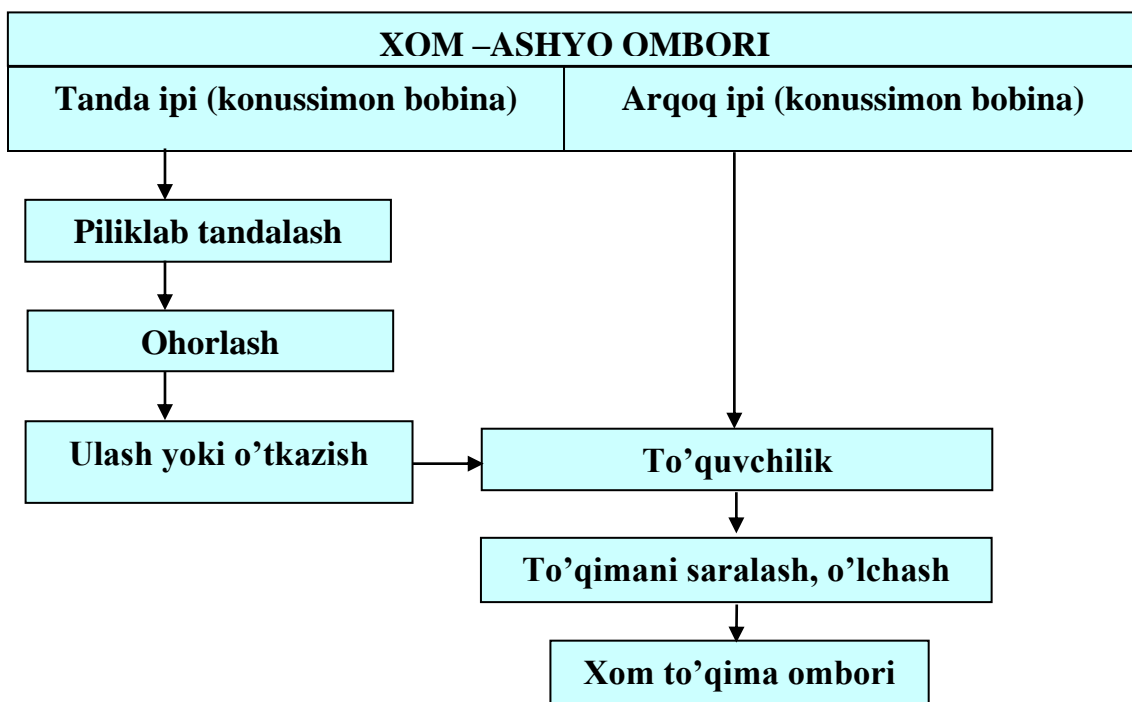 XOM –ASHYO OMBORI
Tanda ipi (konussimon bobina)
Arqoq ipi (konussimon bobina)
Piliklab tandalash
Ohorlash
Ulash yoki o’tkazish
To’quvchilik
To’qimani saralash, o’lchash
Xom to’qima ombori